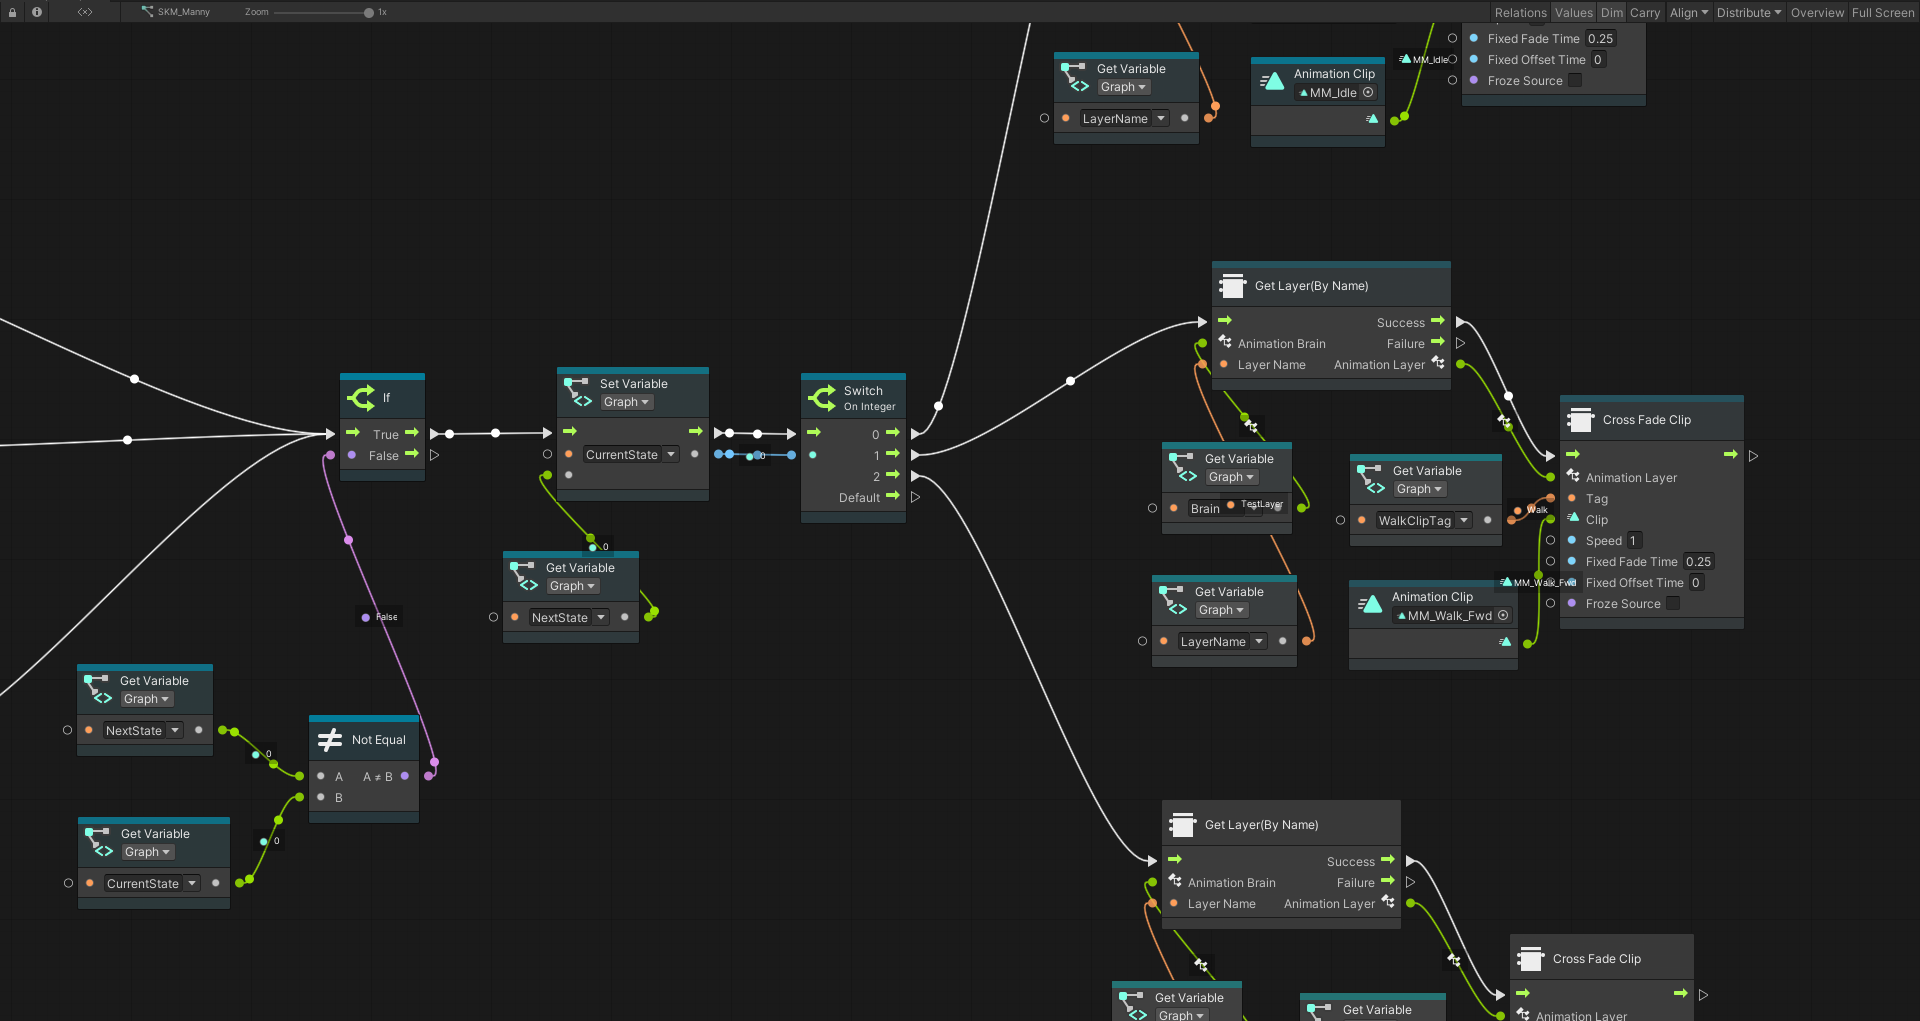 SKM_Manny
Zoom
1x
Relations
Values
Dim
Carry
Align
Distribute
Overview
Full Screen
Fixed Fade Time 0.25
Fixed Offset Time 0
Froze Source
Get Variable
Graph
LayerName
Animation Clip
MM_Idle
MM_Idle
Get Layer(By Name)
Success
Animation Brain
Failure
Layer Name
Animation Layer
If
True
False
Set Variable
Graph
CurrentState
0
Switch
On Integer
0
1
2
Default
Cross Fade Clip
Animation Layer
Tag
Clip
Speed 1
Fixed Fade Time 0.25
Fixed Offset Time 0
Froze Source
Get Variable
Graph
Brain
TestLayer
Get Variable
Graph
WalkClipTag
Walk
0
Get Variable
Graph
NextState
Get Variable
Graph
LayerName
Animation Clip
MM_Walk_Fwd
MM_Walk_Fwd
False
Get Variable
Graph
NextState
0
Not Equal
A
A ≠ B
B
Get Variable
Graph
CurrentState
0
Get Layer(By Name)
Success
Animation Brain
Failure
Layer Name
Animation Layer
Cross Fade Clip
Animation Layer
Get Variable
Graph
Get Variable